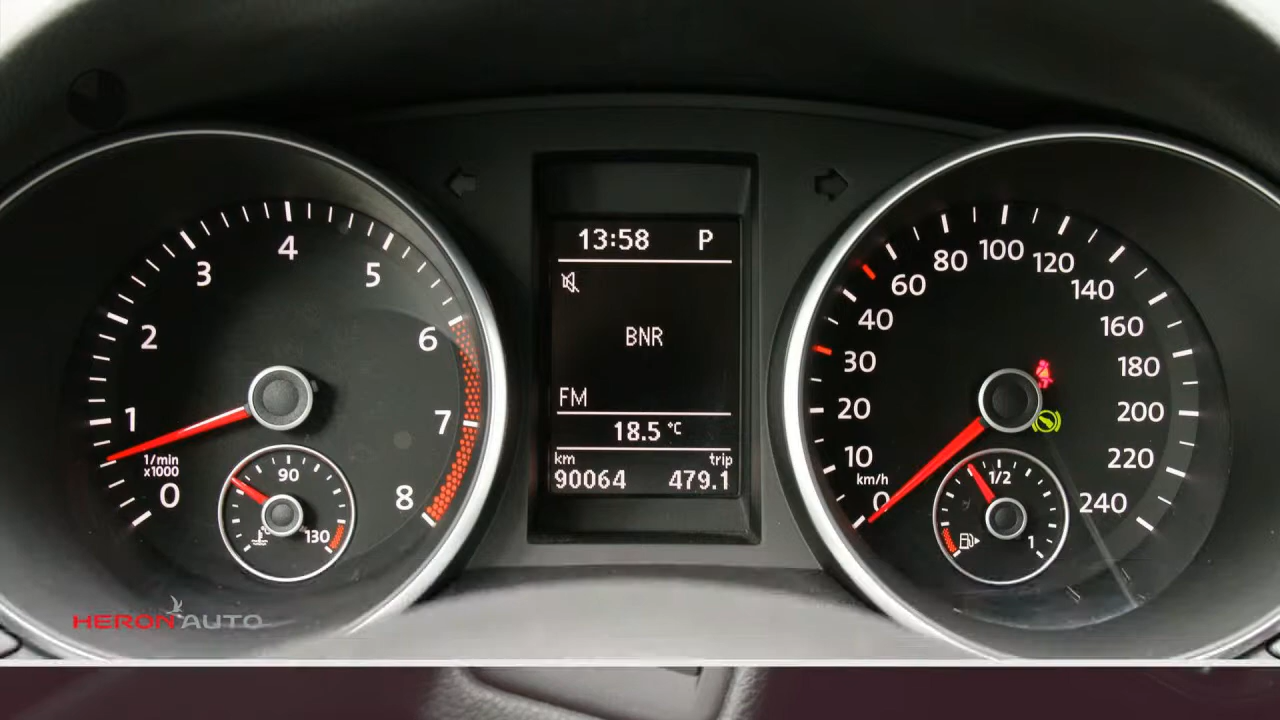 13:58 P
BNR
FM
18.5 °C
km trip
90064 479.1
0 1 2 3 4 5 6 7 8
1/min
x1000
90
130
0 10 20 30 40 60 80 100 120 140 160 180 200 220 240
km/h
1/2
1
HERON AUTO